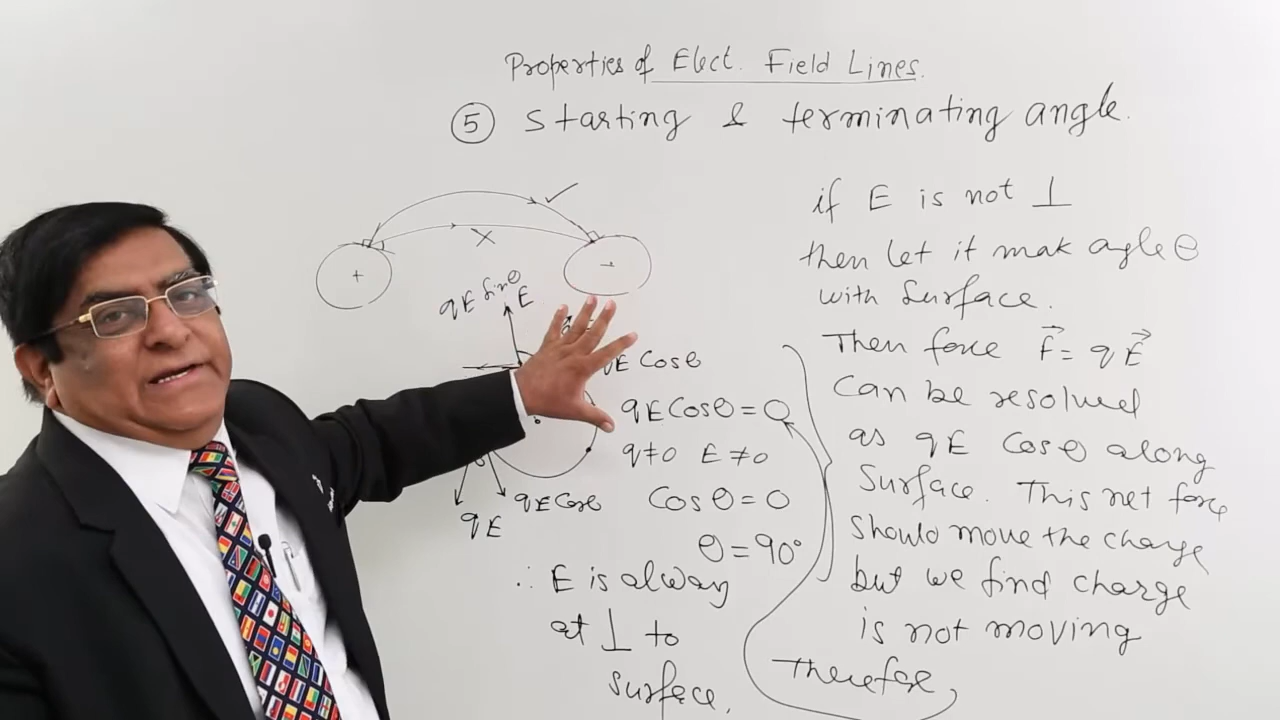 Properties of Elect. Field Lines.
⑤ Starting & terminating angle.
+
-
qE Sinθ
E
qE Cosθ
qE Cosθ = 0
q≠0 E≠0
Cosθ = 0
θ = 90°
qE Cosθ
qE
∴ E is alway
at ⊥ to
surface.
if E is not ⊥
then let it mak agle θ
with Surface.
Then force F⃗ = qE⃗
Can be resolved
as qE Cosθ along
Surface. This net force
should move the charge
but we find charge
is not moving
Therefore,